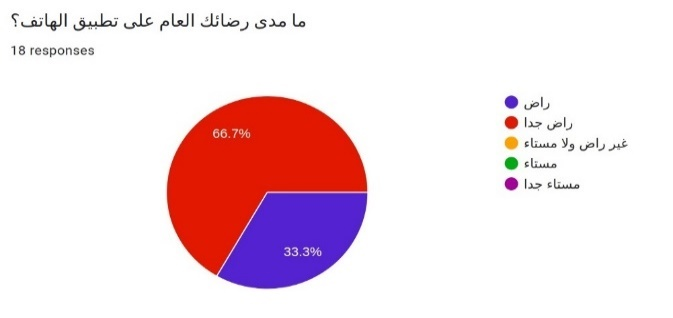 ما مدى رضائك العام على تطبيق الهاتف؟
18 responses
66.7%
33.3%
راض
راض جدا
غير راض ولا مستاء
مستاء
مستاء جدا